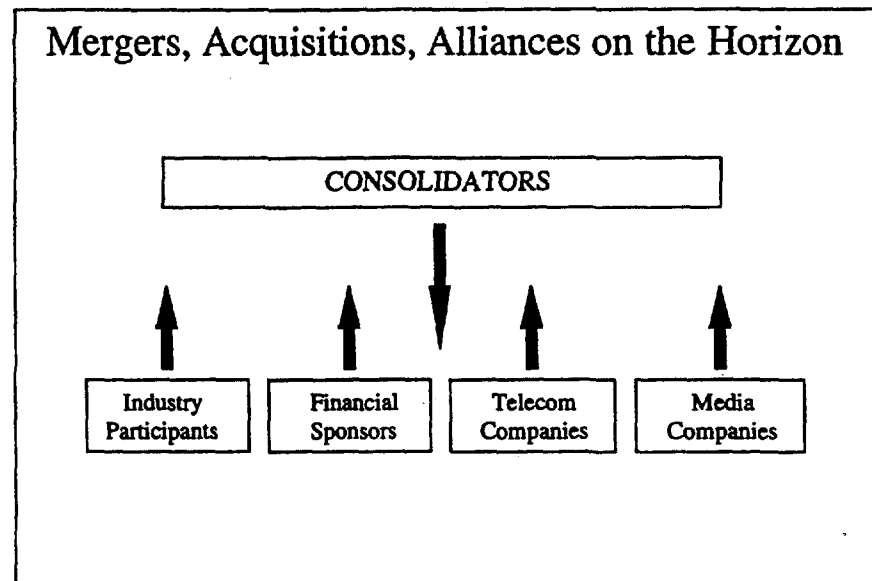 Mergers, Acquisitions, Alliances on the Horizon
CONSOLIDATORS
Industry
Participants
Financial
Sponsors
Telecom
Companies
Media
Companies